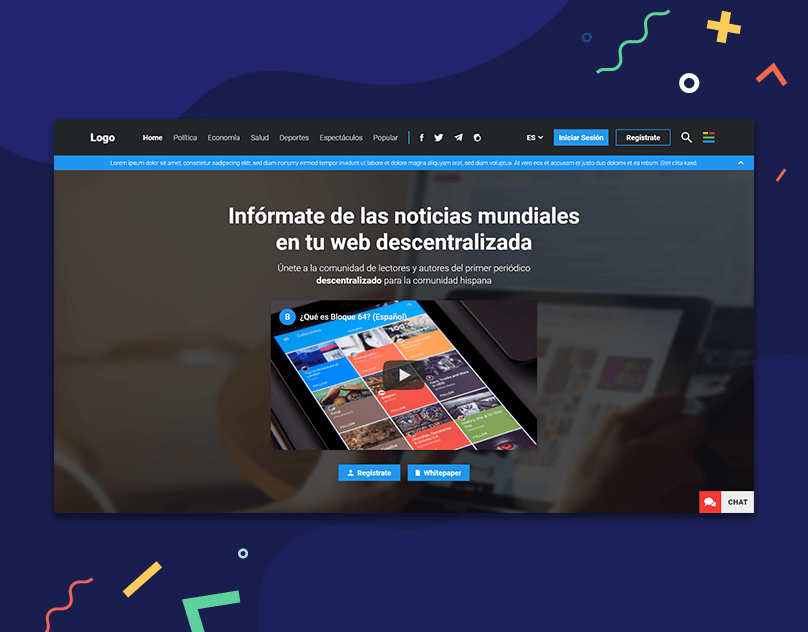 Logo
Home Política Economía Salud Deportes Espectáculos Popular
ES
Iniciar Sesión
Regístrate
Lorem ipsum dolor sit amet, consetetur sadipscing elitr, sed diam nonumy eirmod tempor invidunt ut labore et dolore magna aliquyam erat, sed diam voluptua. At vero eos et accusam et justo duo dolores et ea rebum. Stet clita kasd.
Infórmate de las noticias mundiales
en tu web descentralizada
Únete a la comunidad de lectores y autores del primer periódico
descentralizado para la comunidad hispana
B ¿Qué es Bloque 64? (Español)
Regístrate
Whitepaper
CHAT